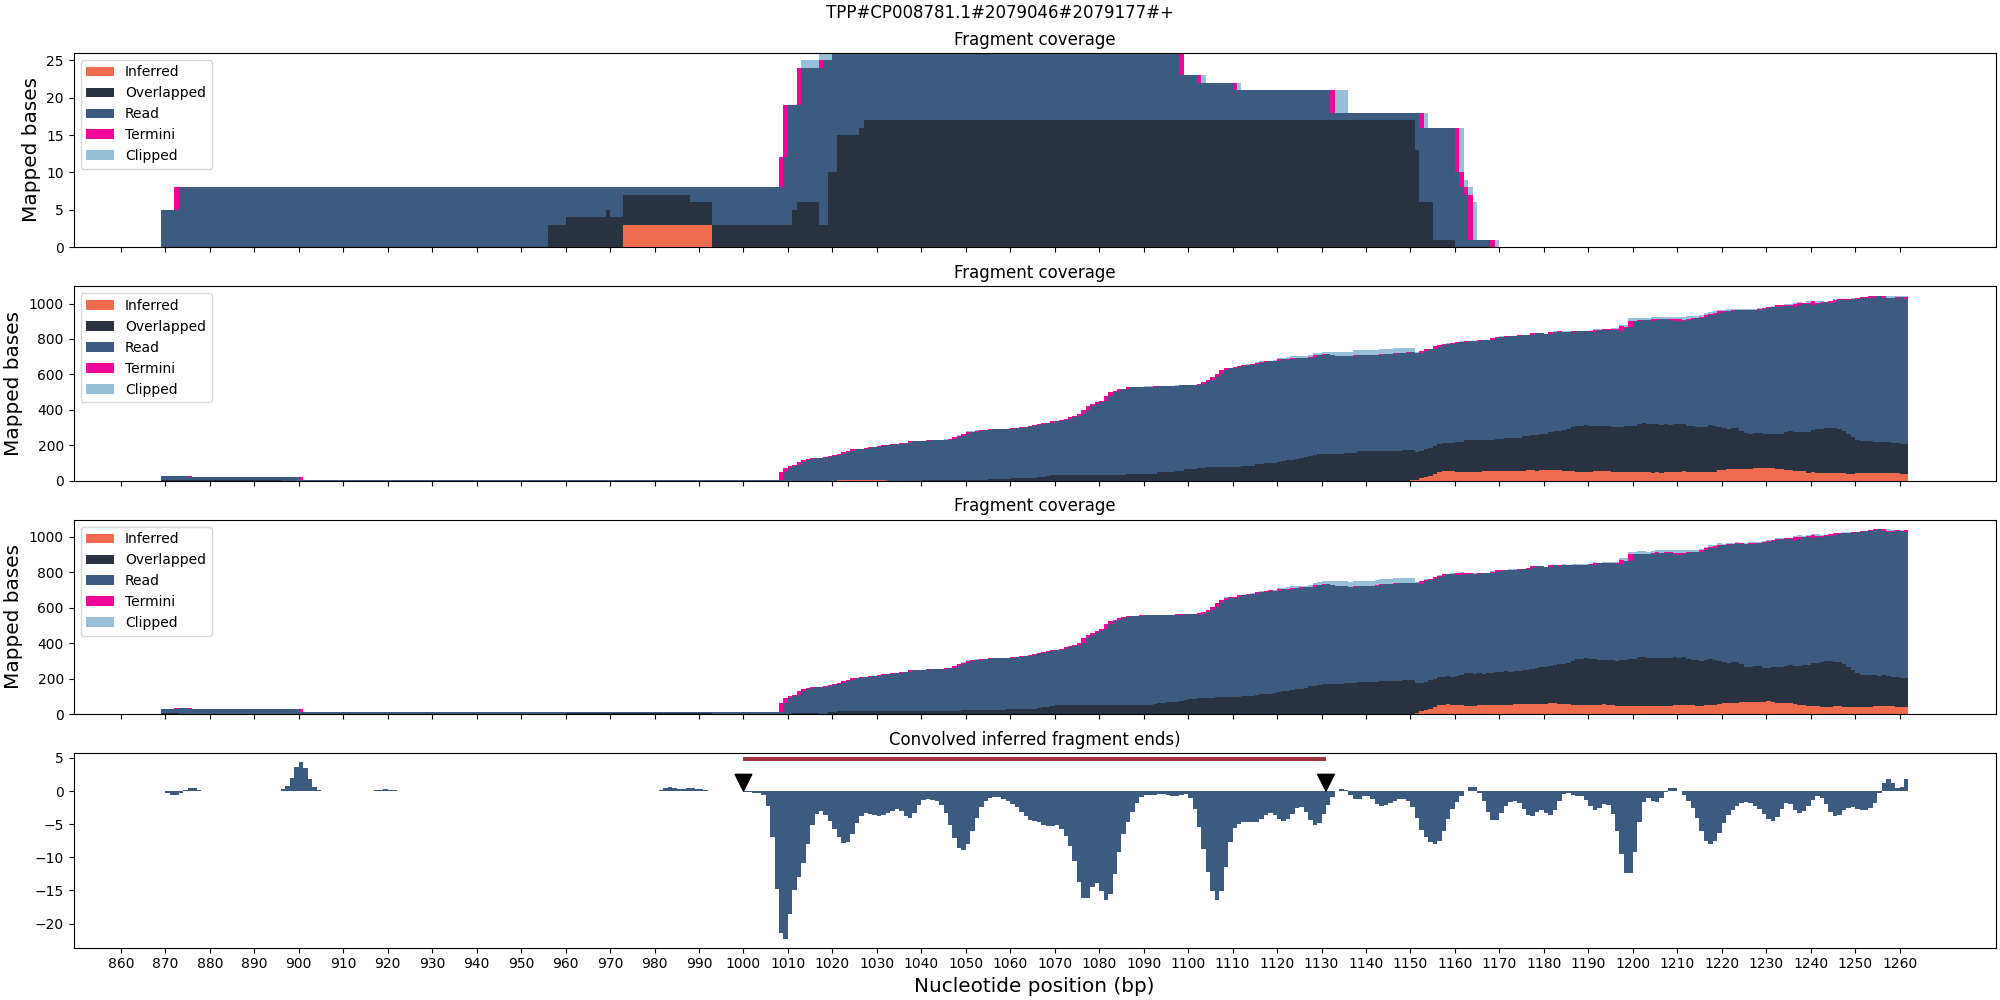 TPP#CP008781.1#2079046#2079177#+
Fragment coverage
Mapped bases
25
20
15
10
5
0
Inferred
Overlapped
Read
Termini
Clipped
Fragment coverage
Mapped bases
1000
800
600
400
200
0
Inferred
Overlapped
Read
Termini
Clipped
Fragment coverage
Mapped bases
1000
800
600
400
200
0
Inferred
Overlapped
Read
Termini
Clipped
Convolved inferred fragment ends)
5
0
−5
−10
−15
−20
860 870 880 890 900 910 920 930 940 950 960 970 980 990 1000 1010 1020 1030 1040 1050 1060 1070 1080 1090 1100 1110 1120 1130 1140 1150 1160 1170 1180 1190 1200 1210 1220 1230 1240 1250 1260
Nucleotide position (bp)